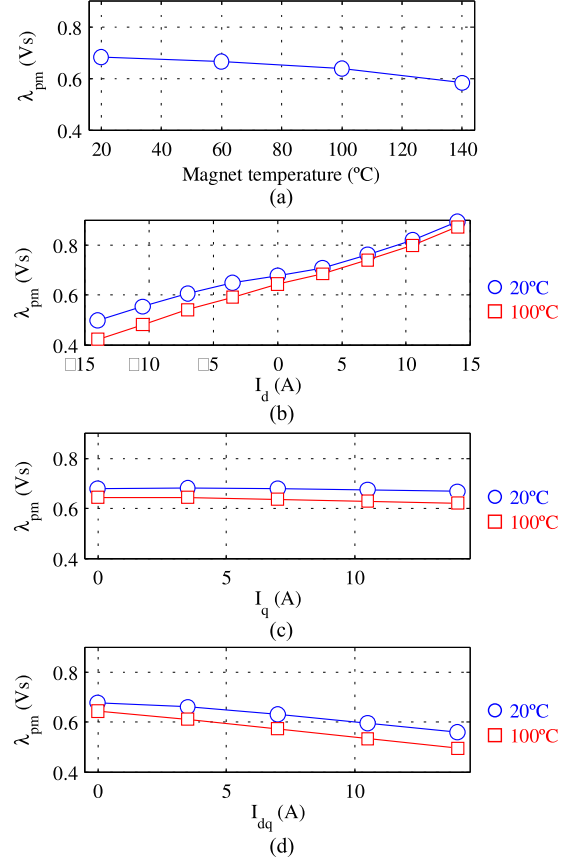 0.8
0.6
0.4
λpm (Vs)
20 40 60 80 100 120 140
Magnet temperature (ºC)
(a)
0.8
0.6
0.4
λpm (Vs)
20ºC
100ºC
□15 □10 □5 0 5 10 15
Id (A)
(b)
0.8
0.6
0.4
λpm (Vs)
20ºC
100ºC
0 5 10
Iq (A)
(c)
0.8
0.6
0.4
λpm (Vs)
20ºC
100ºC
0 5 10
Idq (A)
(d)